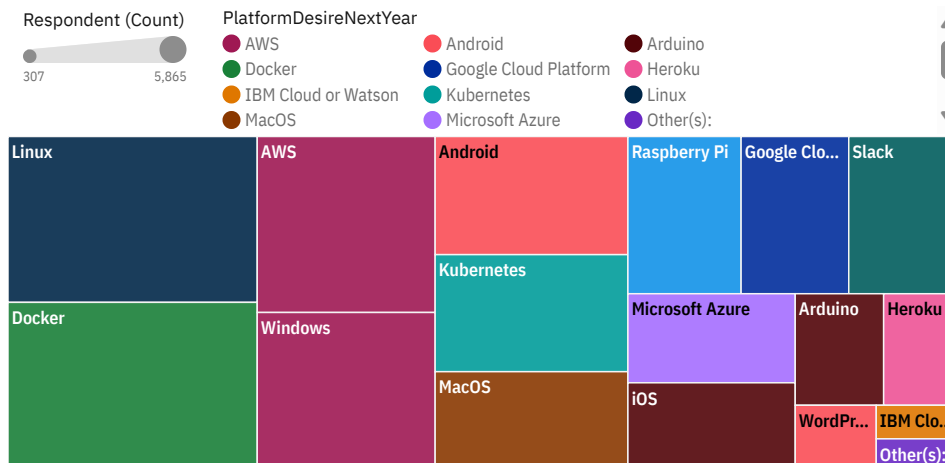 Respondent (Count)
307 5,865
PlatformDesireNextYear
AWS Android Arduino
Docker Google Cloud Platform Heroku
IBM Cloud or Watson Kubernetes Linux
MacOS Microsoft Azure Other(s):
Linux AWS Android Raspberry Pi Google Clo... Slack
Kubernetes
Microsoft Azure Arduino Heroku
Docker Windows
MacOS
iOS
WordPr... IBM Clo...
Other(s):